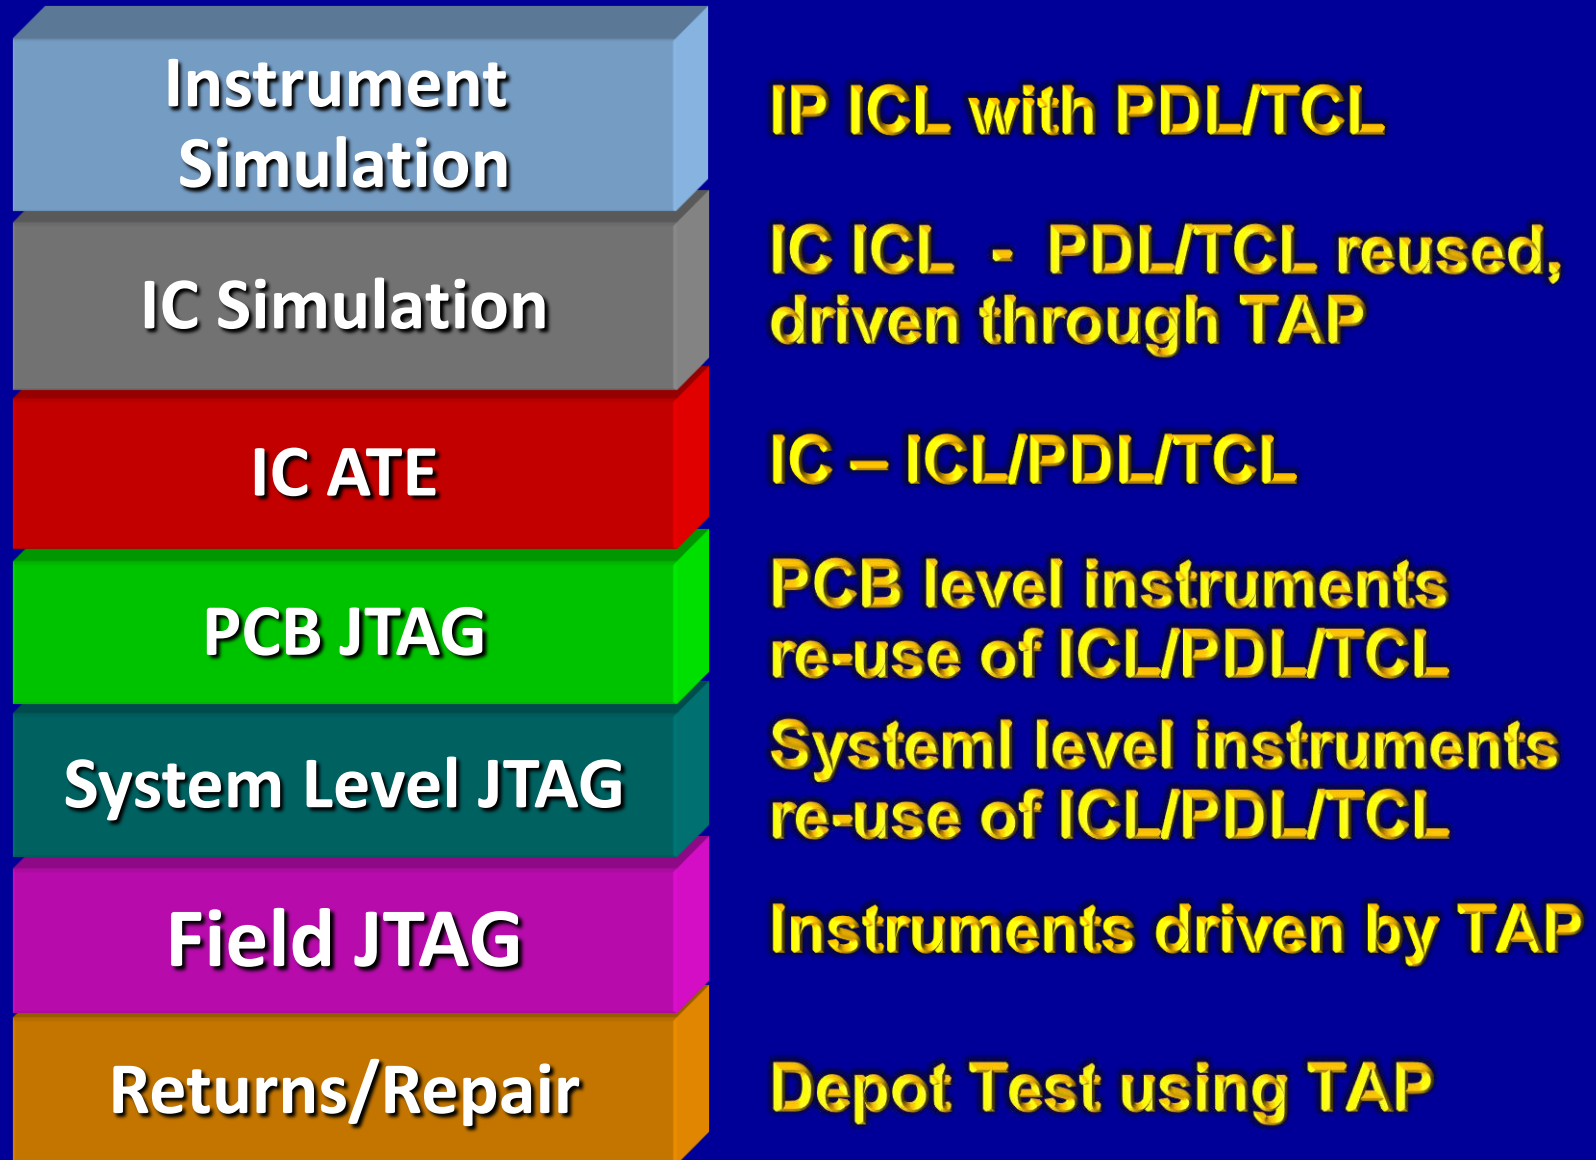 Instrument
Simulation
IP ICL with PDL/TCL
IC Simulation
IC ICL - PDL/TCL reused,
driven through TAP
IC ATE
IC – ICL/PDL/TCL
PCB JTAG
PCB level instruments
re-use of ICL/PDL/TCL
System Level JTAG
Systeml level instruments
re-use of ICL/PDL/TCL
Field JTAG
Instruments driven by TAP
Returns/Repair
Depot Test using TAP